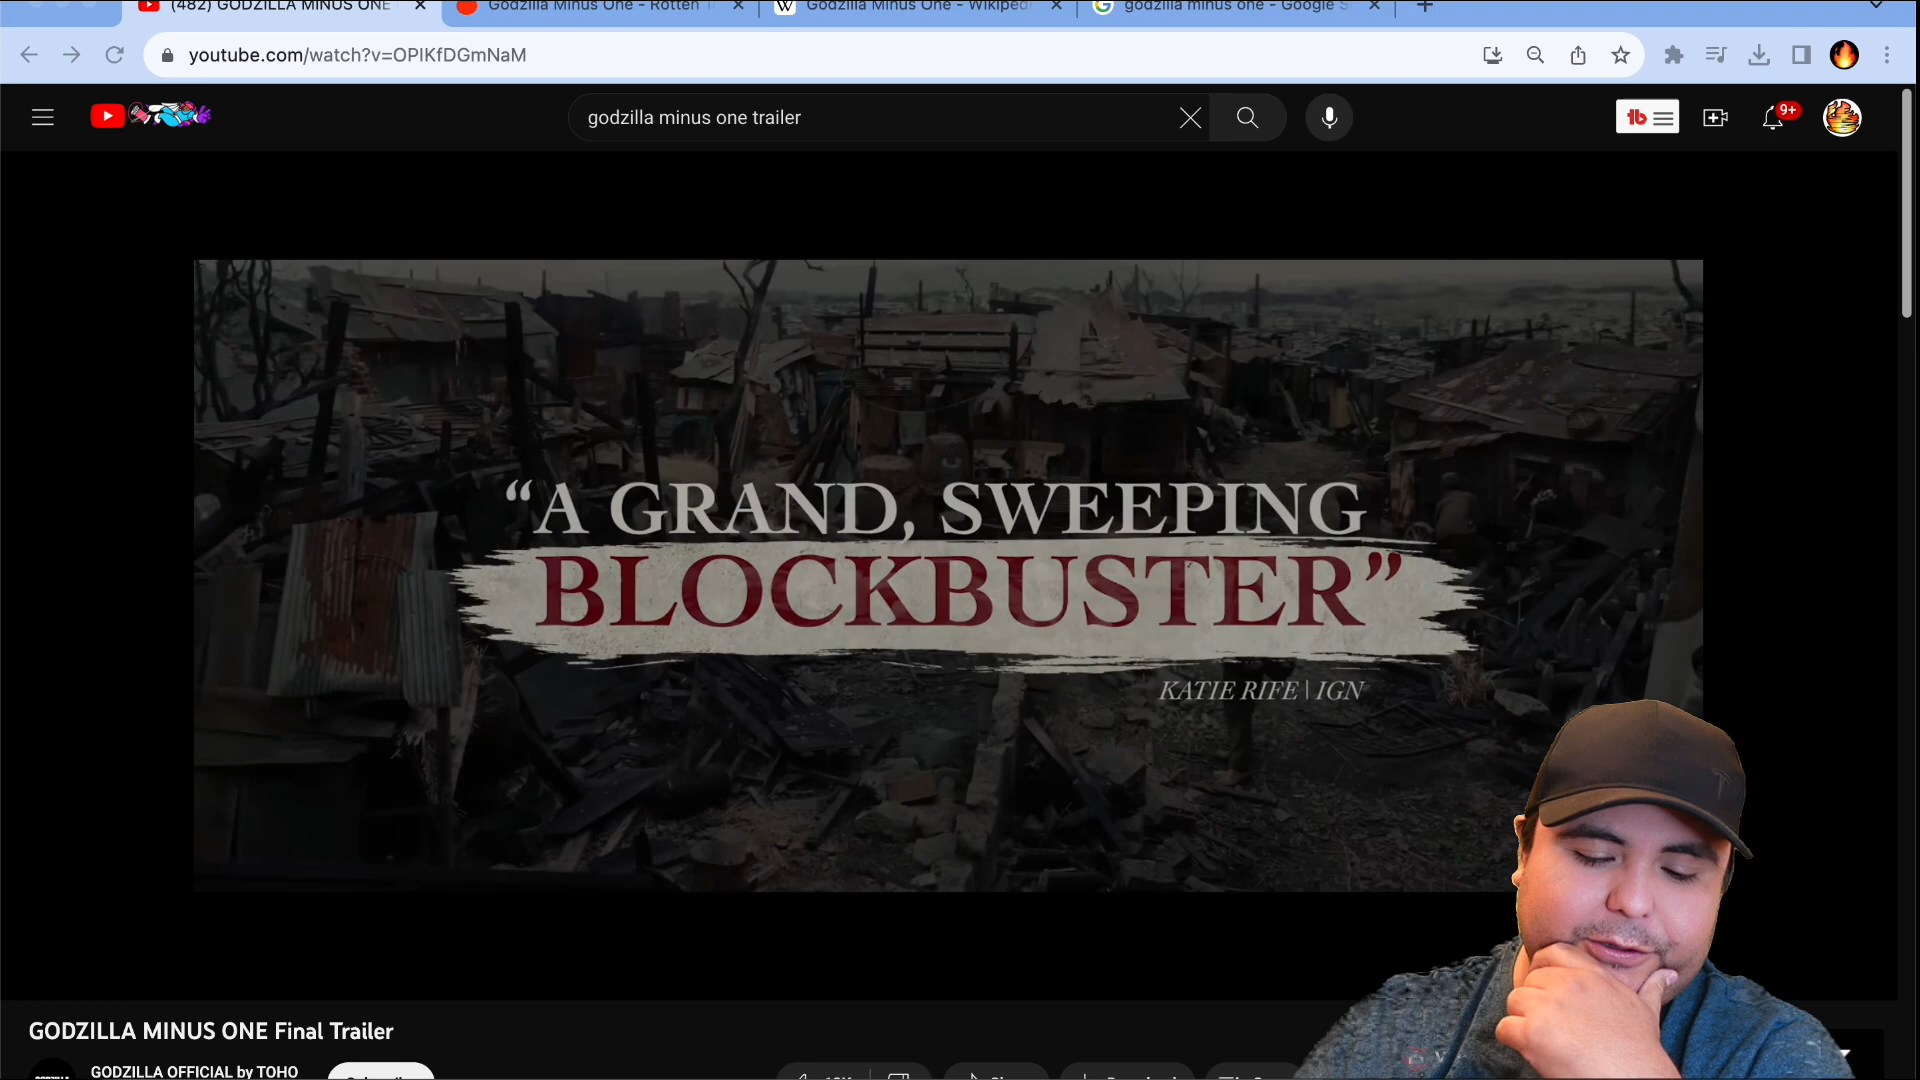 (482) GODZILLA MINUS ONE
Godzilla Minus One - Rotten T
W Godzilla Minus One - Wikiped
G godzilla minus one - Google S
youtube.com/watch?v=OPIKfDGmNaM
godzilla minus one trailer
tb
9+
“A GRAND, SWEEPING
BLOCKBUSTER”
KATIE RIFE | IGN
GODZILLA MINUS ONE Final Trailer
GODZILLA OFFICIAL by TOHO